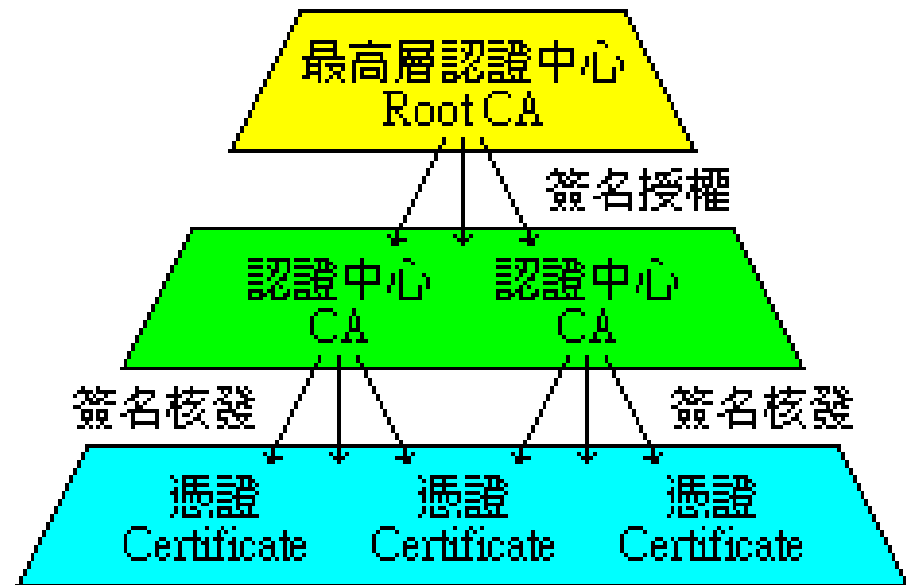 最高層認證中心
Root CA
簽名授權
認證中心 認證中心
CA CA
簽名核發 簽名核發
憑證 憑證 憑證
Certificate Certificate Certificate